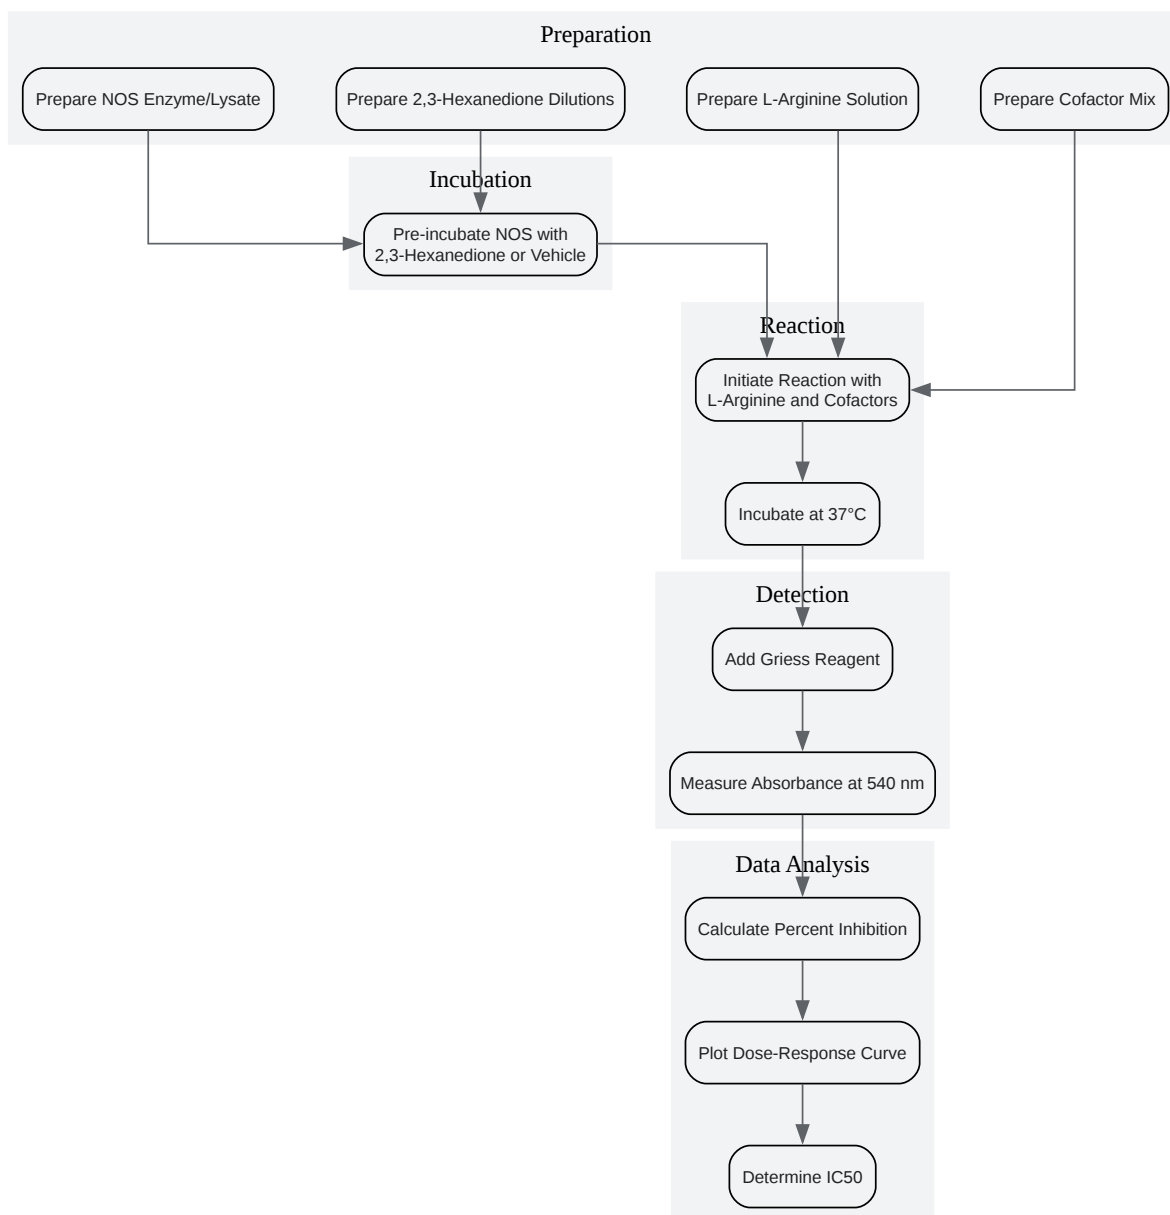 Preparation
Prepare NOS Enzyme/Lysate
Prepare 2,3-Hexanedione Dilutions
Prepare L-Arginine Solution
Prepare Cofactor Mix
Incubation
Pre-incubate NOS with
2,3-Hexanedione or Vehicle
Reaction
Initiate Reaction with
L-Arginine and Cofactors
Incubate at 37°C
Detection
Add Griess Reagent
Measure Absorbance at 540 nm
Data Analysis
Calculate Percent Inhibition
Plot Dose-Response Curve
Determine IC50